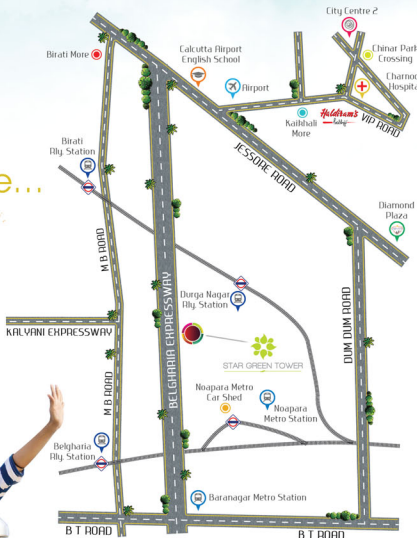 City Centre 2
Birati More
Calcutta Airport
English School
Airport
Chinar Park
Crossing
Charnock
Hospital
Kaikhali
More
Haldiram's
VIP ROAD
JESSORE ROAD
Birati
Rly. Station
e...
Diamond
Plaza
M B ROAD
Durga Nagar
Rly. Station
BELGHARIA EXPRESSWAY
DUM DUM ROAD
KALYANI EXPRESSWAY
STAR GREEN TOWER
M B ROAD
Noapara Metro
Car Shed
Noapara
Metro Station
Belgharia
Rly. Station
Baranagar Metro Station
B T ROAD
B T ROAD